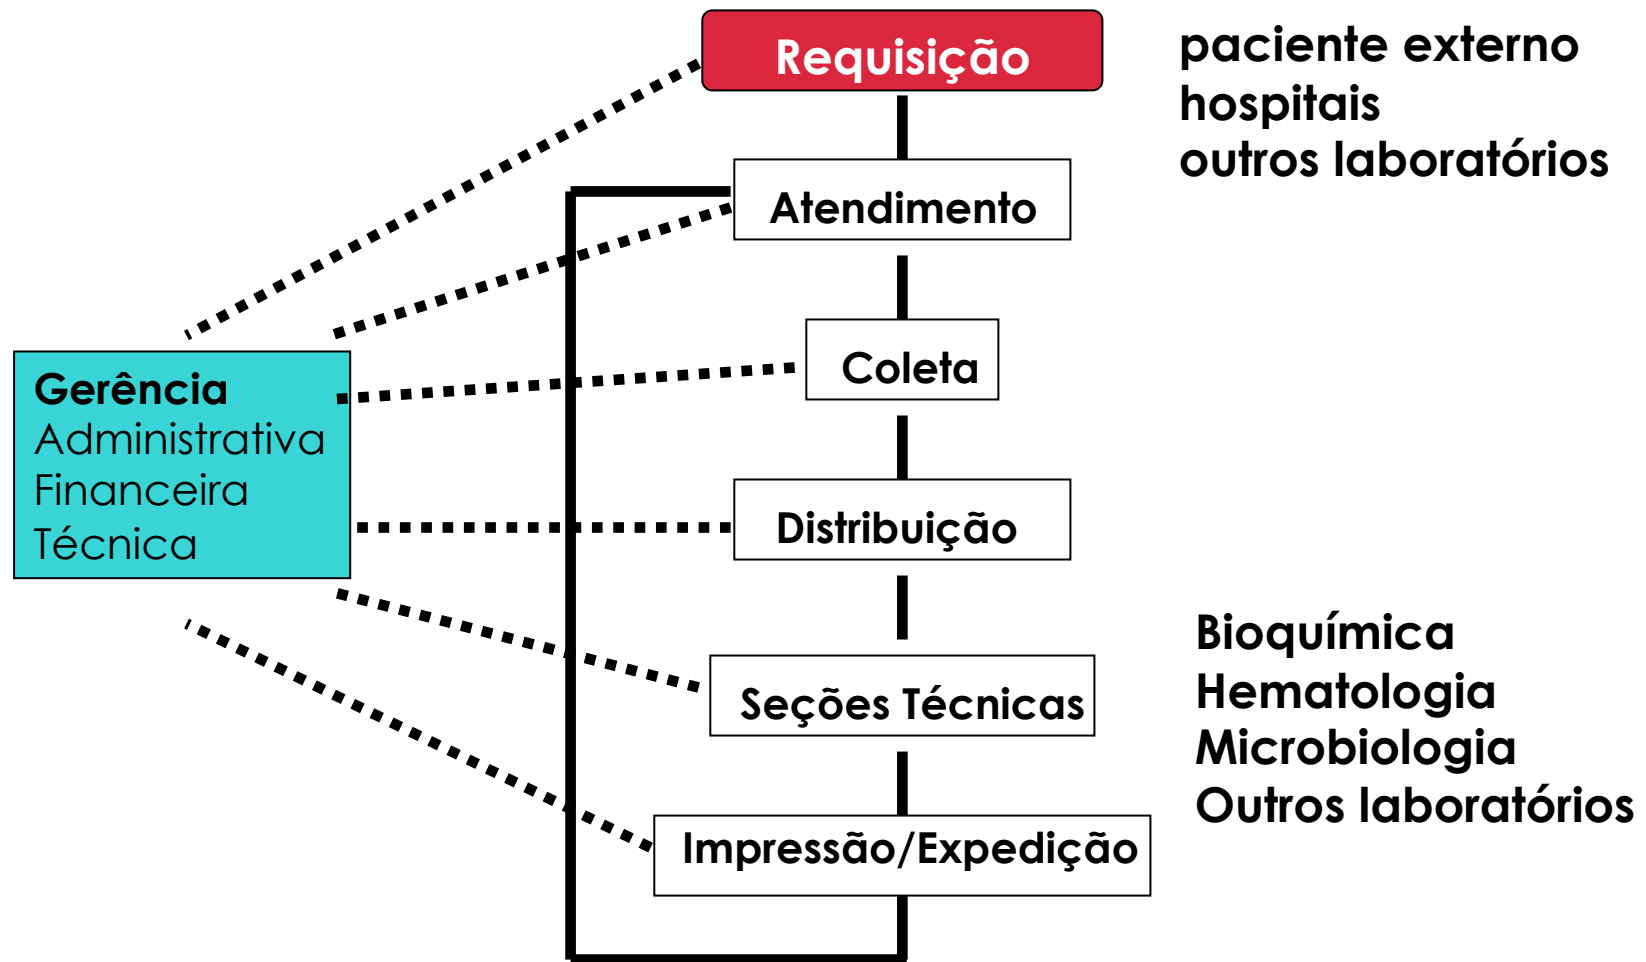 Requisição
paciente externo
hospitais
outros laboratórios
Atendimento
Coleta
Gerência
Administrativa
Financeira
Técnica
Distribuição
Seções Técnicas
Bioquímica
Hematologia
Microbiologia
Outros laboratórios
Impressão/Expedição